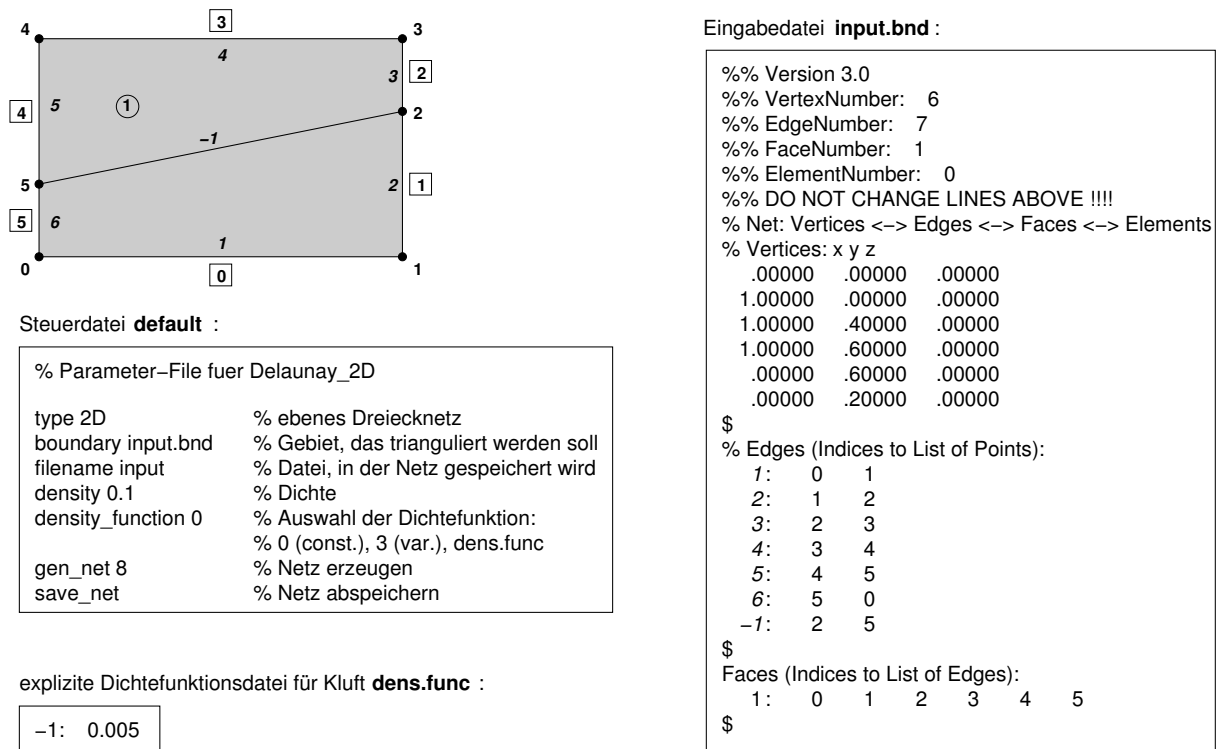 4 3 3
4
3 2
4 5 1
2
−1
5
2 1
5 6
1
0 0 1
Steuerdatei default :
% Parameter−File fuer Delaunay_2D
type 2D % ebenes Dreiecknetz
boundary input.bnd % Gebiet, das trianguliert werden soll
filename input % Datei, in der Netz gespeichert wird
density 0.1 % Dichte
density_function 0 % Auswahl der Dichtefunktion:
% 0 (const.), 3 (var.), dens.func
gen_net 8 % Netz erzeugen
save_net % Netz abspeichern
explizite Dichtefunktionsdatei für Kluft dens.func :
−1: 0.005
Eingabedatei input.bnd :
%% Version 3.0
%% VertexNumber: 6
%% EdgeNumber: 7
%% FaceNumber: 1
%% ElementNumber: 0
%% DO NOT CHANGE LINES ABOVE !!!!
% Net: Vertices <−> Edges <−> Faces <−> Elements
% Vertices: x y z
.00000 .00000 .00000
1.00000 .00000 .00000
1.00000 .40000 .00000
1.00000 .60000 .00000
.00000 .60000 .00000
.00000 .20000 .00000
$
% Edges (Indices to List of Points):
1: 0 1
2: 1 2
3: 2 3
4: 3 4
5: 4 5
6: 5 0
−1: 2 5
$
Faces (Indices to List of Edges):
1: 0 1 2 3 4 5
$